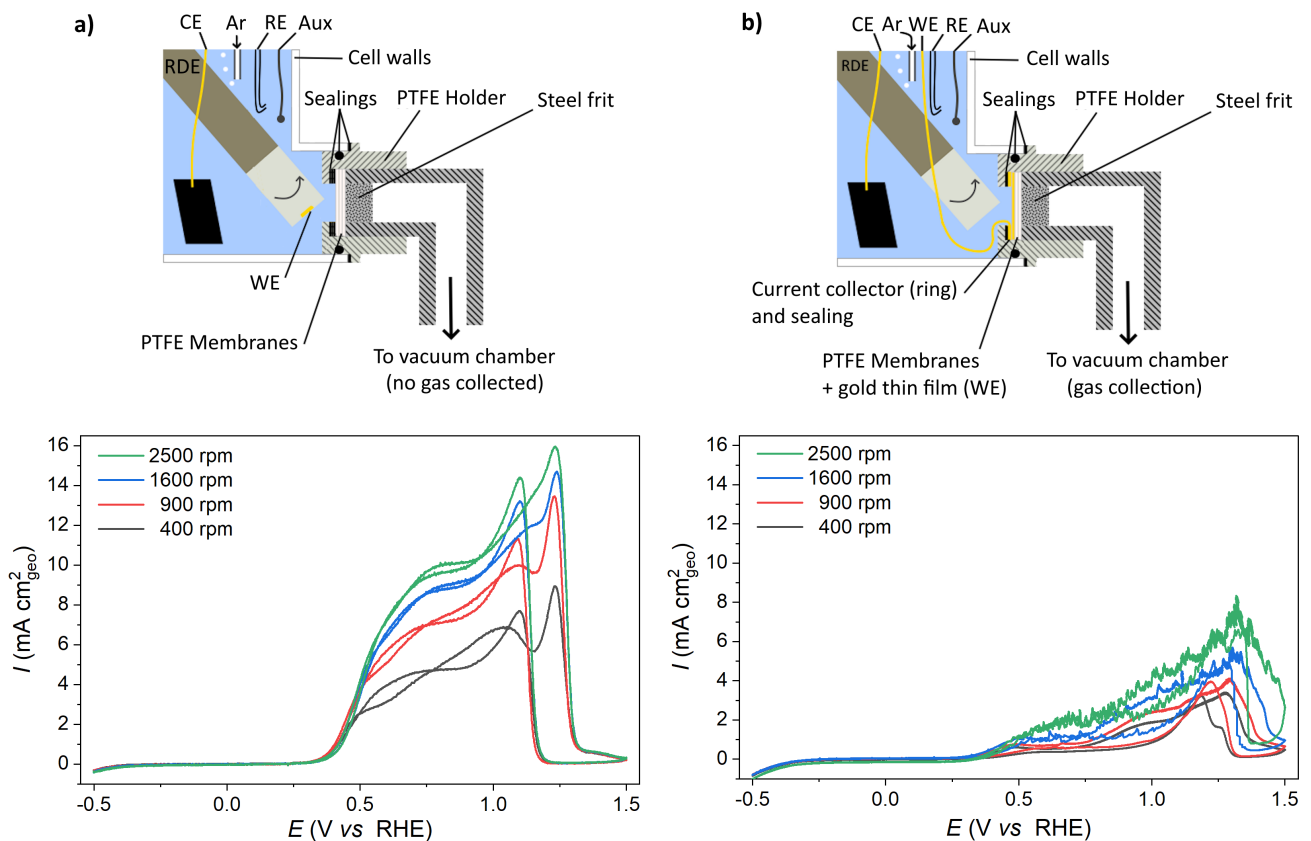 a)
CE Ar RE Aux
RDE
Cell walls
Sealings
PTFE Holder
Steel frit
WE
PTFE Membranes
To vacuum chamber
(no gas collected)
b)
CE Ar WE RE Aux
RDE
Cell walls
Sealings
PTFE Holder
Steel frit
Current collector (ring)
and sealing
PTFE Membranes
+ gold thin film (WE)
To vacuum chamber
(gas collection)
16
14
12
10
8
6
4
2
0
I (mA cm²geo)
2500 rpm
1600 rpm
900 rpm
400 rpm
-0.5 0.0 0.5 1.0 1.5
E (V vs RHE)
16
14
12
10
8
6
4
2
0
I (mA cm²geo)
2500 rpm
1600 rpm
900 rpm
400 rpm
-0.5 0.0 0.5 1.0 1.5
E (V vs RHE)